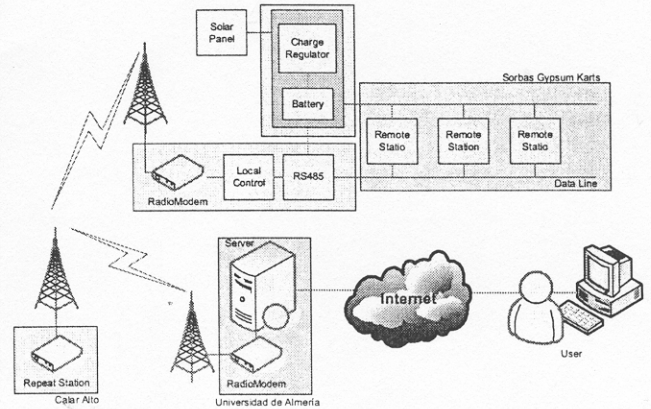 Solar
Panel
Charge
Regulator
Battery
Sorbas Gypsum Karts
Remote
Statio
Remote
Station
Remote
Statio
Data Line
Local
Control
RS485
RadioModem
Server
Internet
User
RadioModem
Universidad de Almería
Repeat Station
Calar Alto